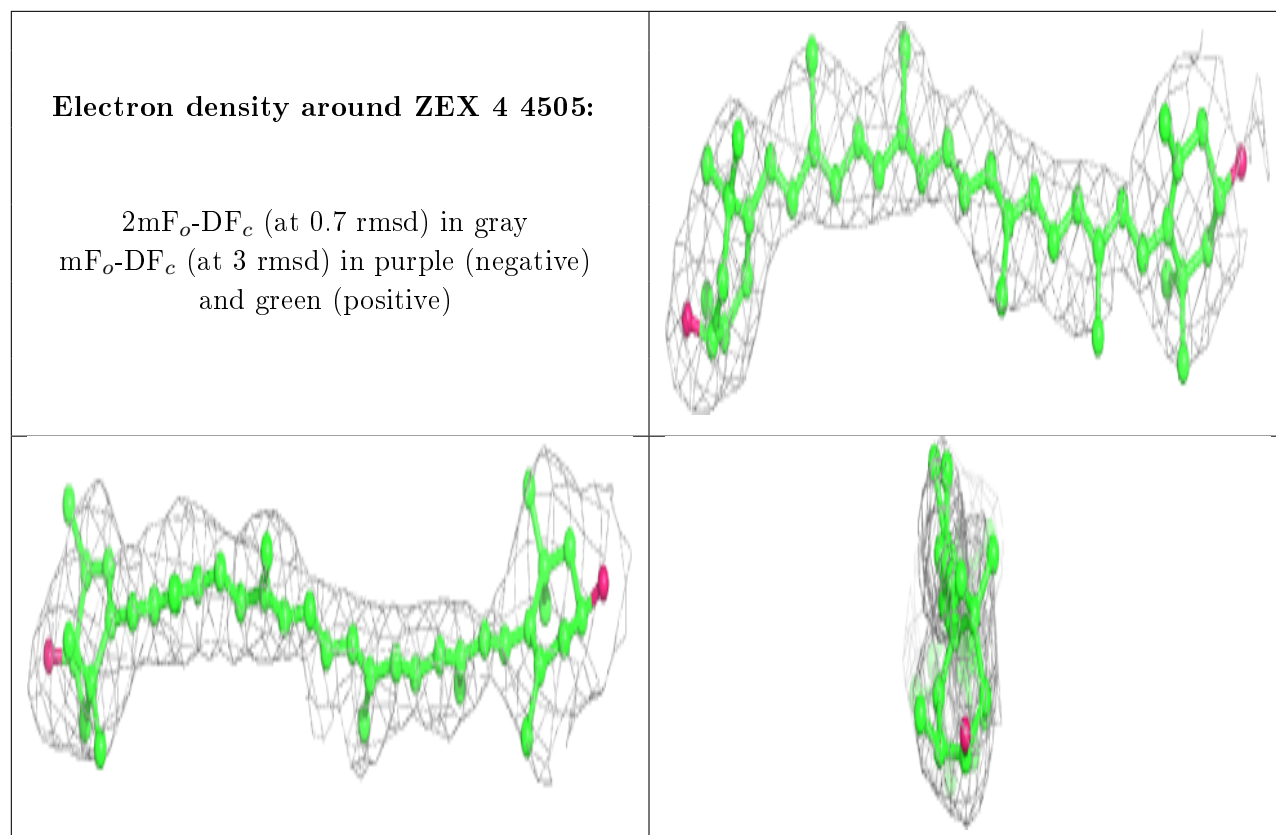 Electron density around ZEX 4 4505:
2mFₒ-DF𝒸 (at 0.7 rmsd) in gray
mFₒ-DF𝒸 (at 3 rmsd) in purple (negative)
and green (positive)